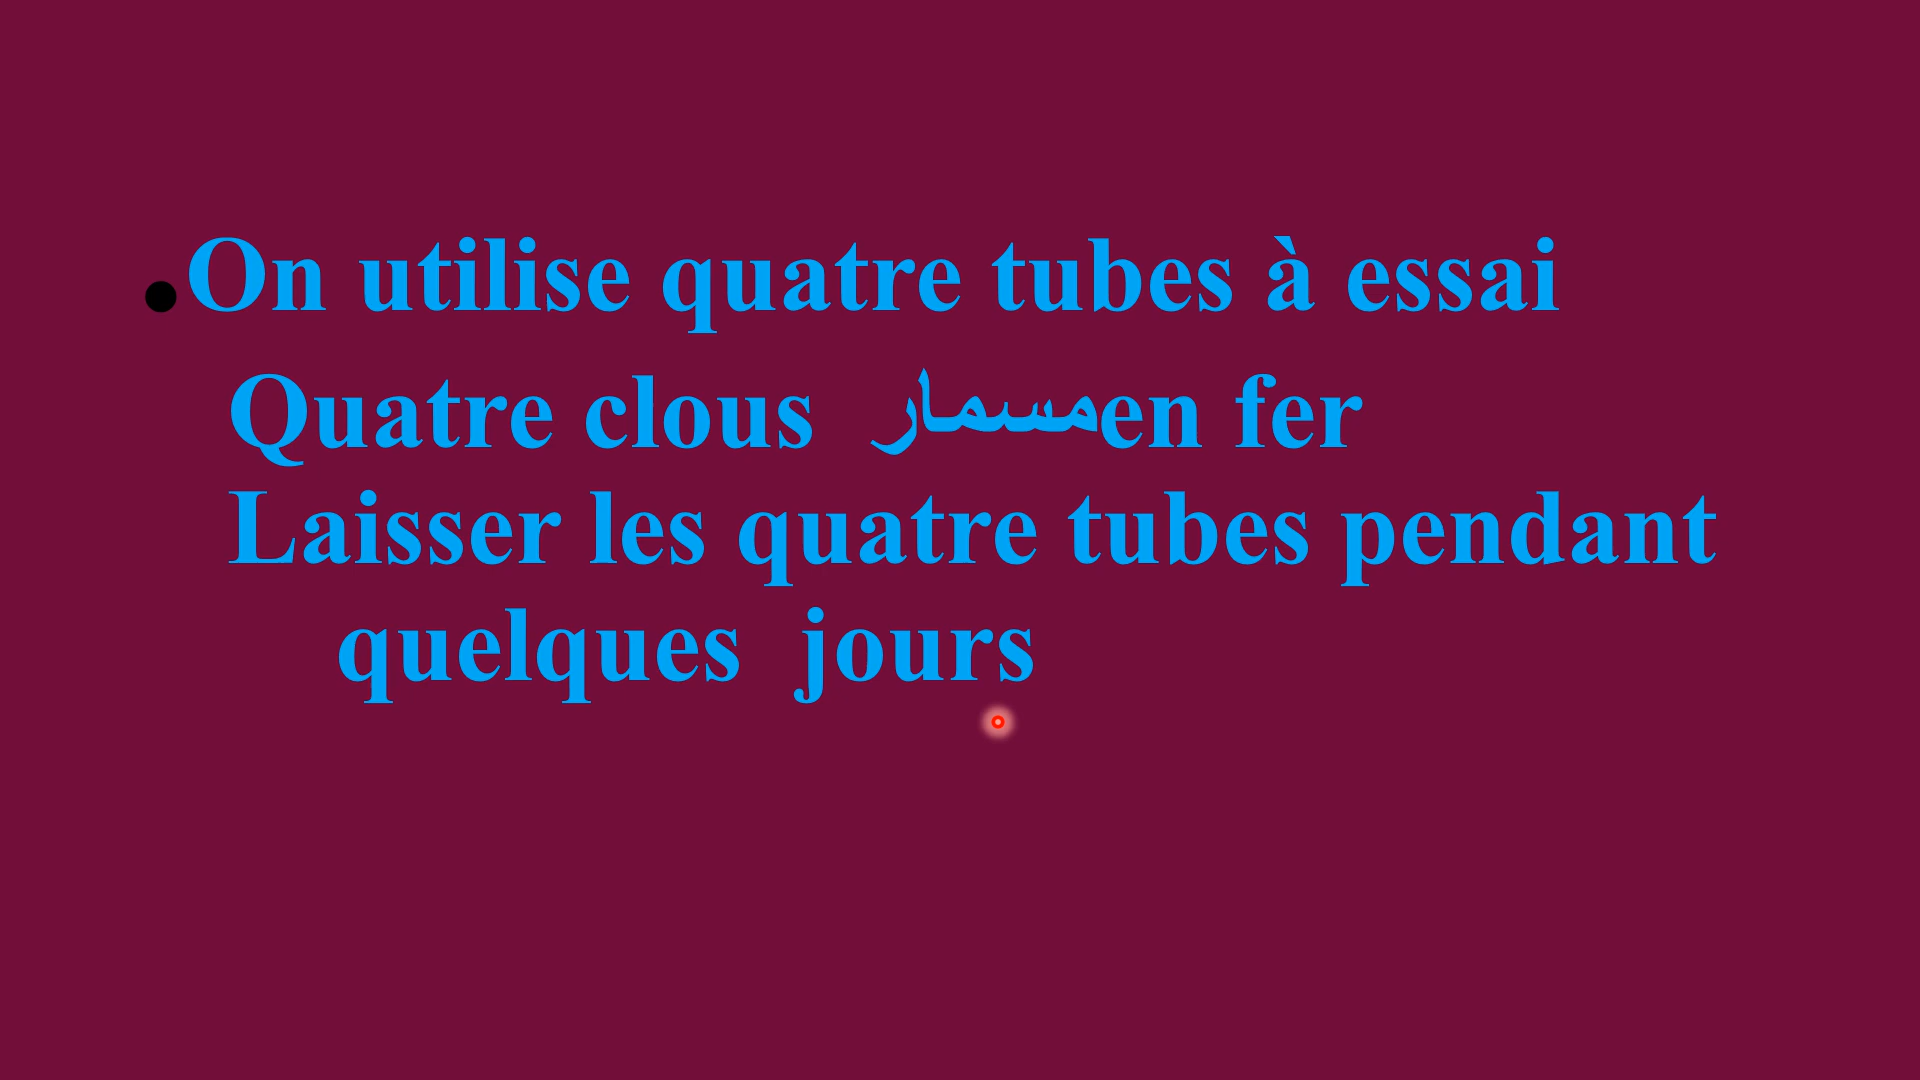 •On utilise quatre tubes à essai
Quatre clous مسمار en fer
Laisser les quatre tubes pendant
quelques jours